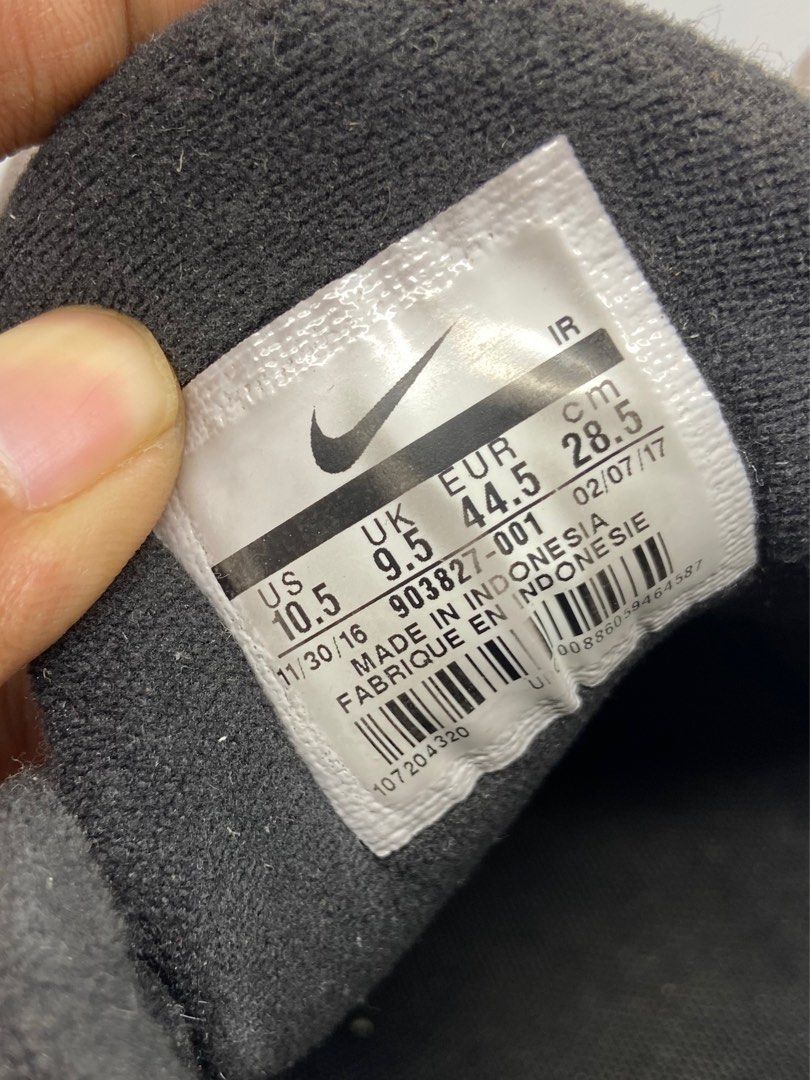 IR
US UK EUR cm
10.5 9.5 44.5 28.5
11/30/16 903827-001 02/07/17
MADE IN INDONESIA
FABRIQUE EN INDONESIE
107204320 00886059464587